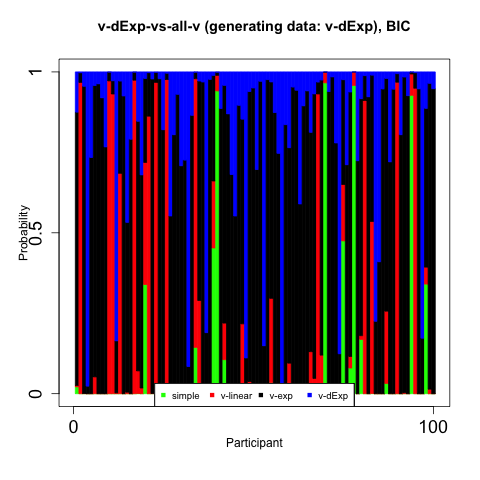 v-dExp-vs-all-v (generating data: v-dExp), BIC
1
0.5
0
Probability
simple v-linear v-exp v-dExp
0 100
Participant